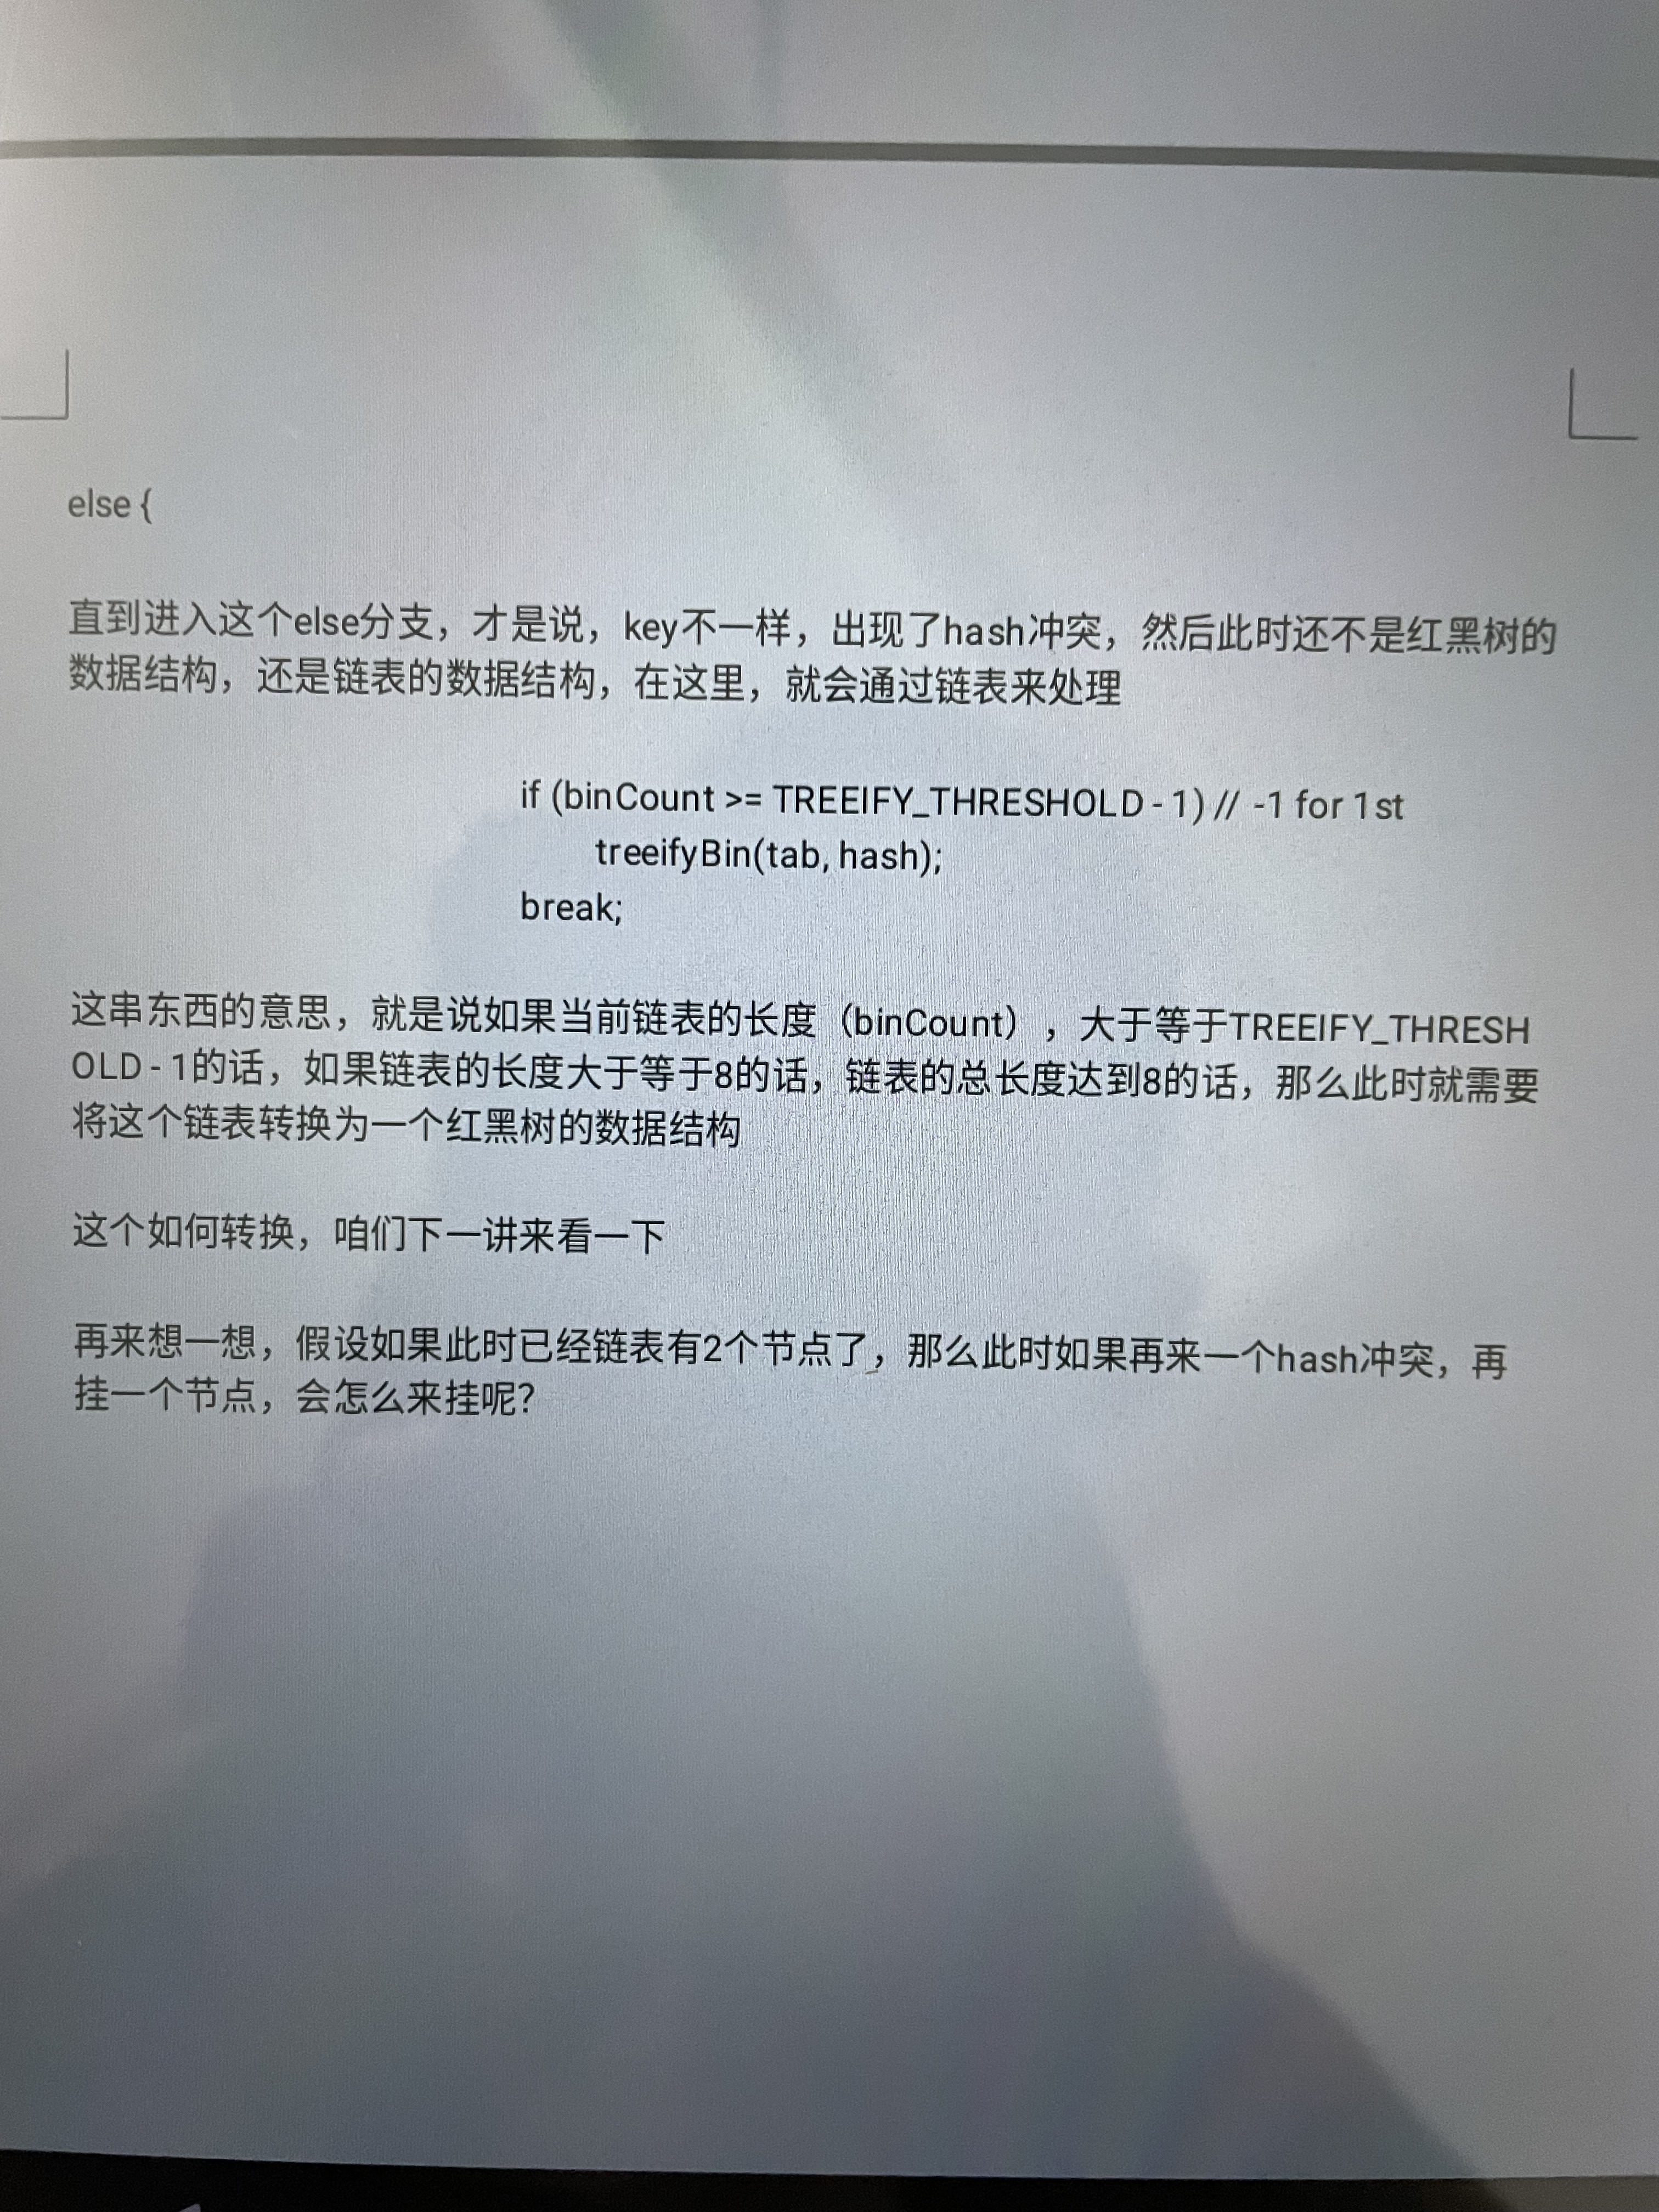 else {
直到进入这个else分支，才是说，key不一样，出现了hash冲突，然后此时还不是红黑树的
数据结构，还是链表的数据结构，在这里，就会通过链表来处理
if (binCount >= TREEIFY_THRESHOLD - 1) // -1 for 1st
treeifyBin(tab, hash);
break;
这串东西的意思，就是说如果当前链表的长度（binCount），大于等于TREEIFY_THRESH
OLD - 1的话，如果链表的长度大于等于8的话，链表的总长度达到8的话，那么此时就需要
将这个链表转换为一个红黑树的数据结构
这个如何转换，咱们下一讲来看一下
再来想一想，假设如果此时已经链表有2个节点了，那么此时如果再来一个hash冲突，再
挂一个节点，会怎么来挂呢？